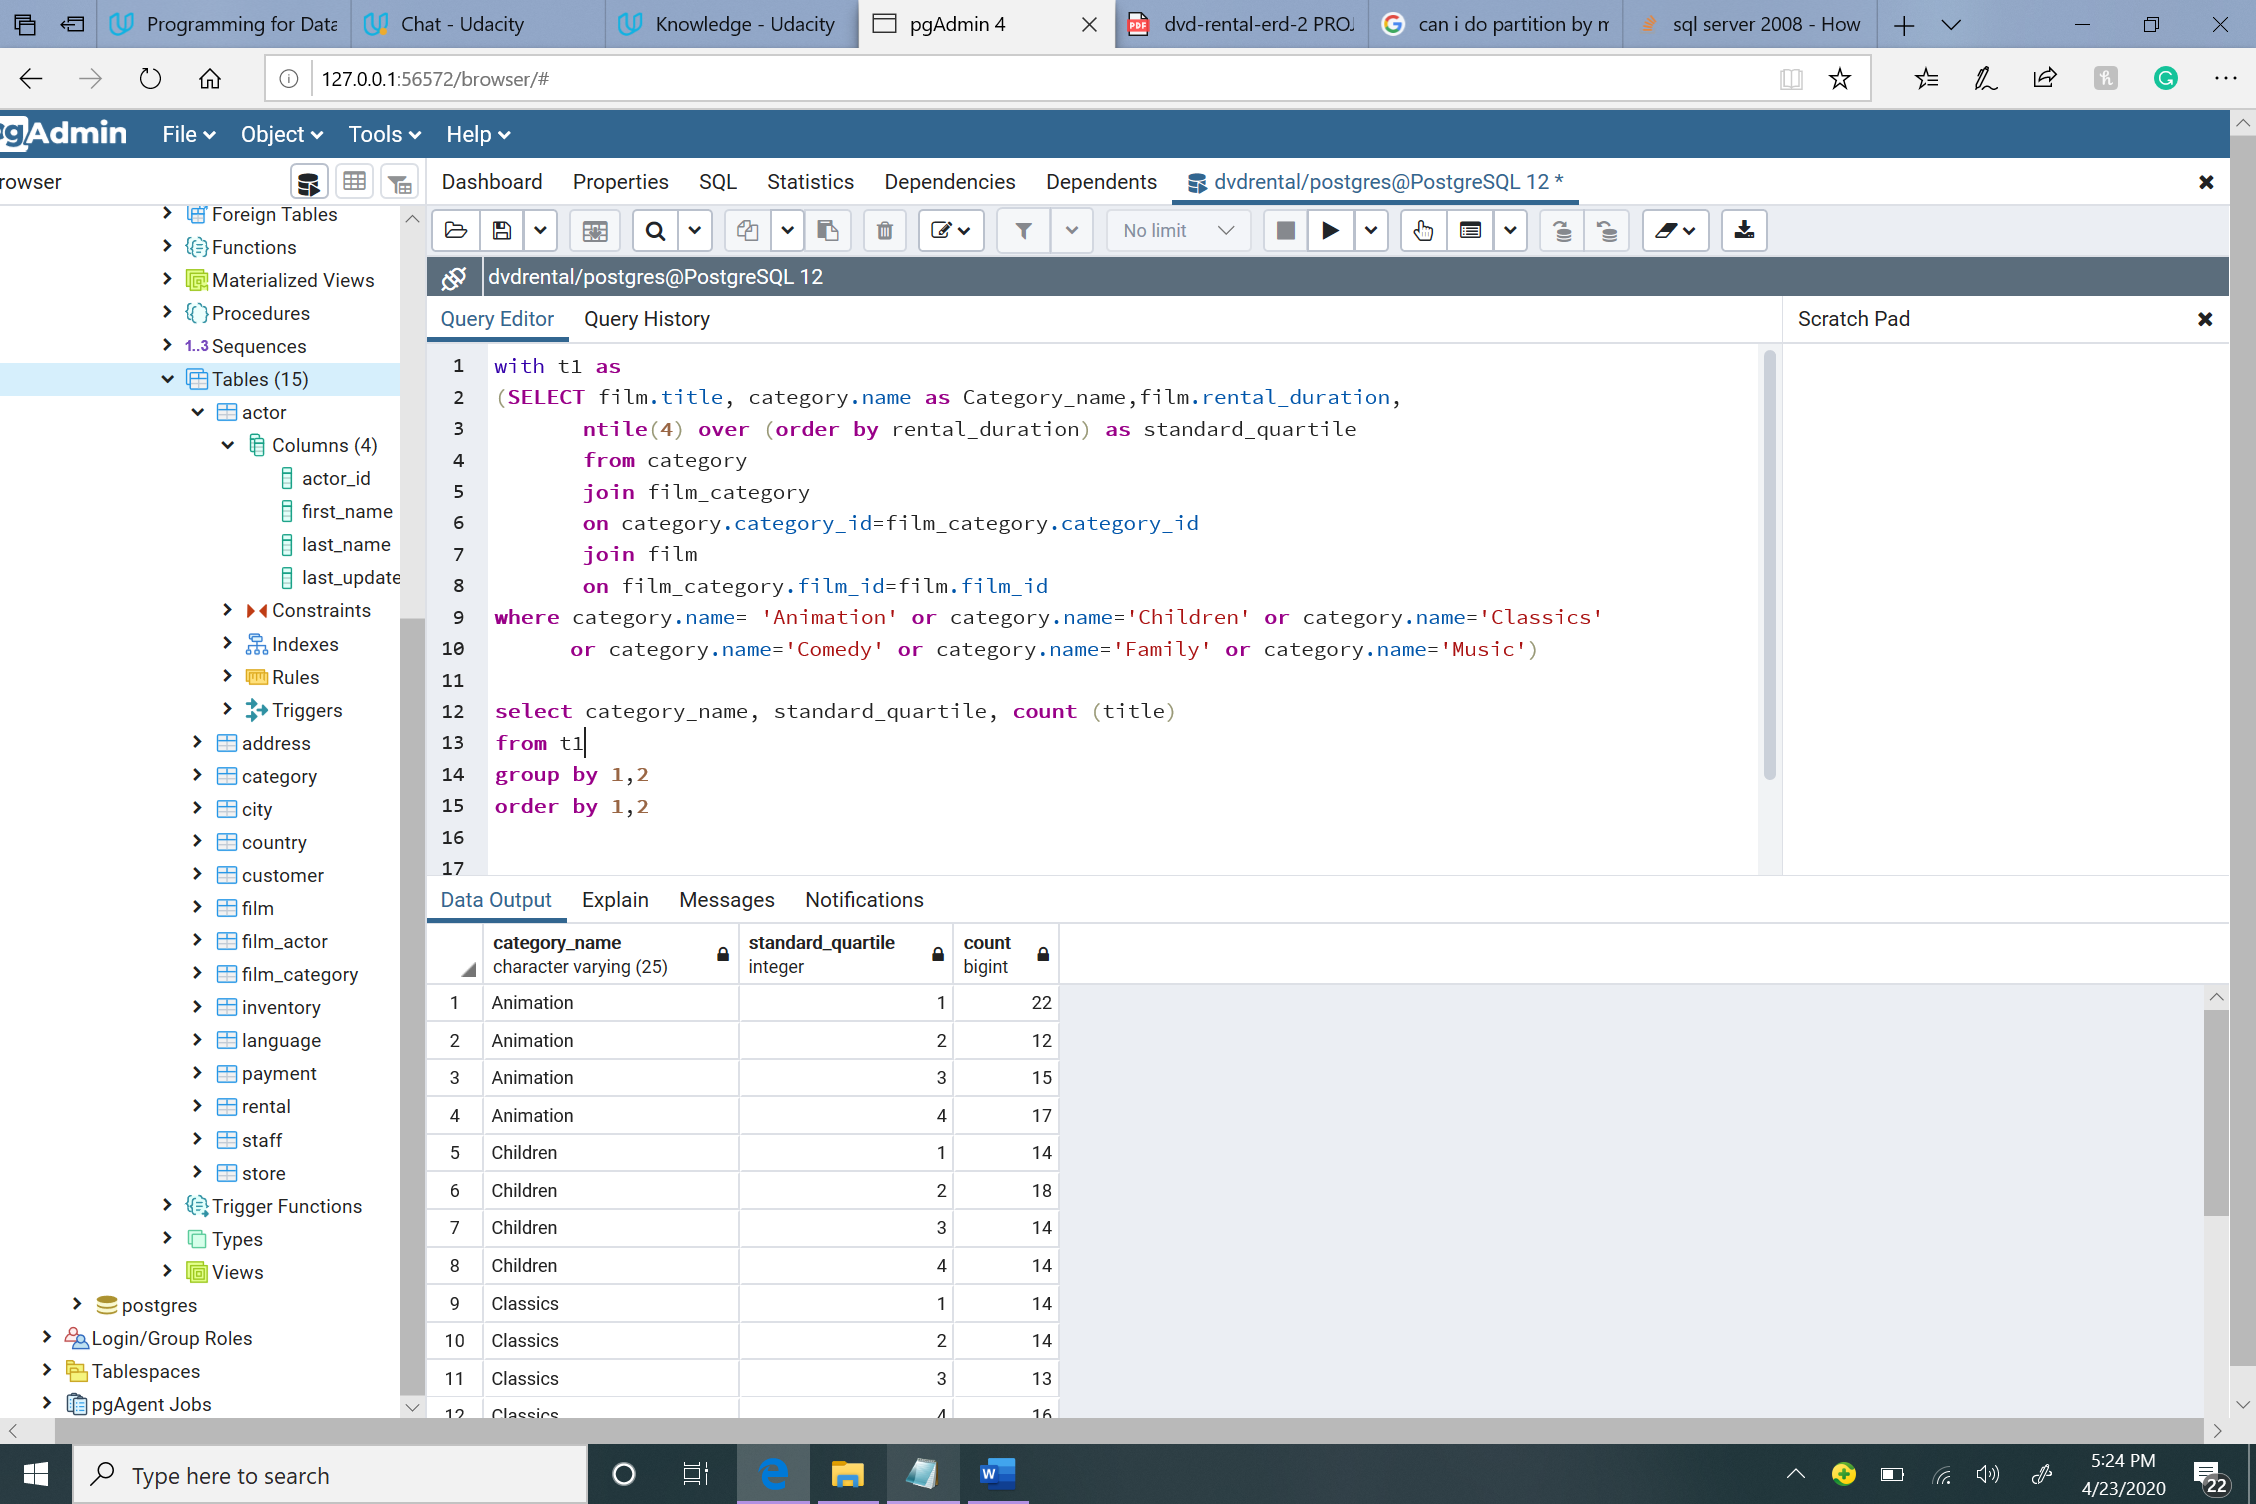 Programming for Data
Chat - Udacity
Knowledge - Udacity
pgAdmin 4
dvd-rental-erd-2 PROJ
can i do partition by m
sql server 2008 - How
127.0.0.1:56572/browser/#
pgAdmin
File
Object
Tools
Help
rowser
Dashboard
Properties
SQL
Statistics
Dependencies
Dependents
dvdrental/postgres@PostgreSQL 12 *
No limit
dvdrental/postgres@PostgreSQL 12
Query Editor
Query History
Scratch Pad
Foreign Tables
Functions
Materialized Views
Procedures
1..3 Sequences
Tables (15)
actor
Columns (4)
actor_id
first_name
last_name
last_update
Constraints
Indexes
Rules
Triggers
address
category
city
country
customer
film
film_actor
film_category
inventory
language
payment
rental
staff
store
Trigger Functions
Types
Views
postgres
Login/Group Roles
Tablespaces
pgAgent Jobs
1 with t1 as
2 (SELECT film.title, category.name as Category_name,film.rental_duration,
3 ntile(4) over (order by rental_duration) as standard_quartile
4 from category
5 join film_category
6 on category.category_id=film_category.category_id
7 join film
8 on film_category.film_id=film.film_id
9 where category.name= 'Animation' or category.name='Children' or category.name='Classics'
10 or category.name='Comedy' or category.name='Family' or category.name='Music')
11
12 select category_name, standard_quartile, count (title)
13 from t1
14 group by 1,2
15 order by 1,2
16
17
Data Output
Explain
Messages
Notifications
category_name standard_quartile count
character varying (25) integer bigint
1 Animation 1 22
2 Animation 2 12
3 Animation 3 15
4 Animation 4 17
5 Children 1 14
6 Children 2 18
7 Children 3 14
8 Children 4 14
9 Classics 1 14
10 Classics 2 14
11 Classics 3 13
12 Classics 4 16
Type here to search
5:24 PM
4/23/2020
22